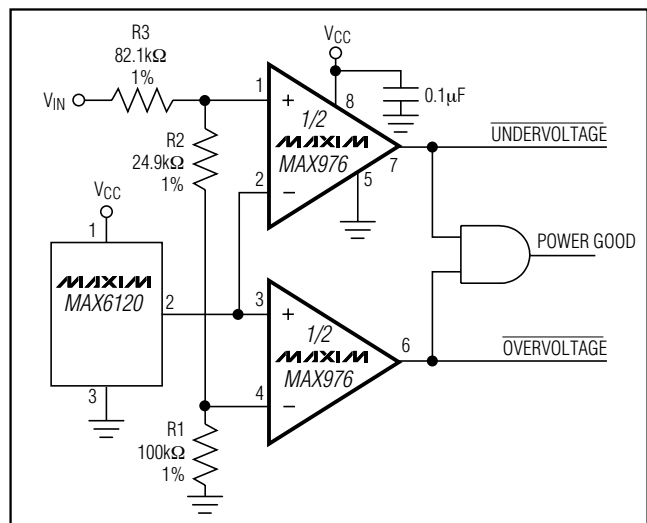 R3
82.1kΩ
1%
VCC
VIN
1
+
8
0.1µF
1/2
MAXIM
MAX976
7
UNDERVOLTAGE
R2
24.9kΩ
1%
2
−
5
VCC
1
POWER GOOD
MAXIM
MAX6120
2
3
+
1/2
MAXIM
MAX976
6
OVERVOLTAGE
4
−
3
R1
100kΩ
1%